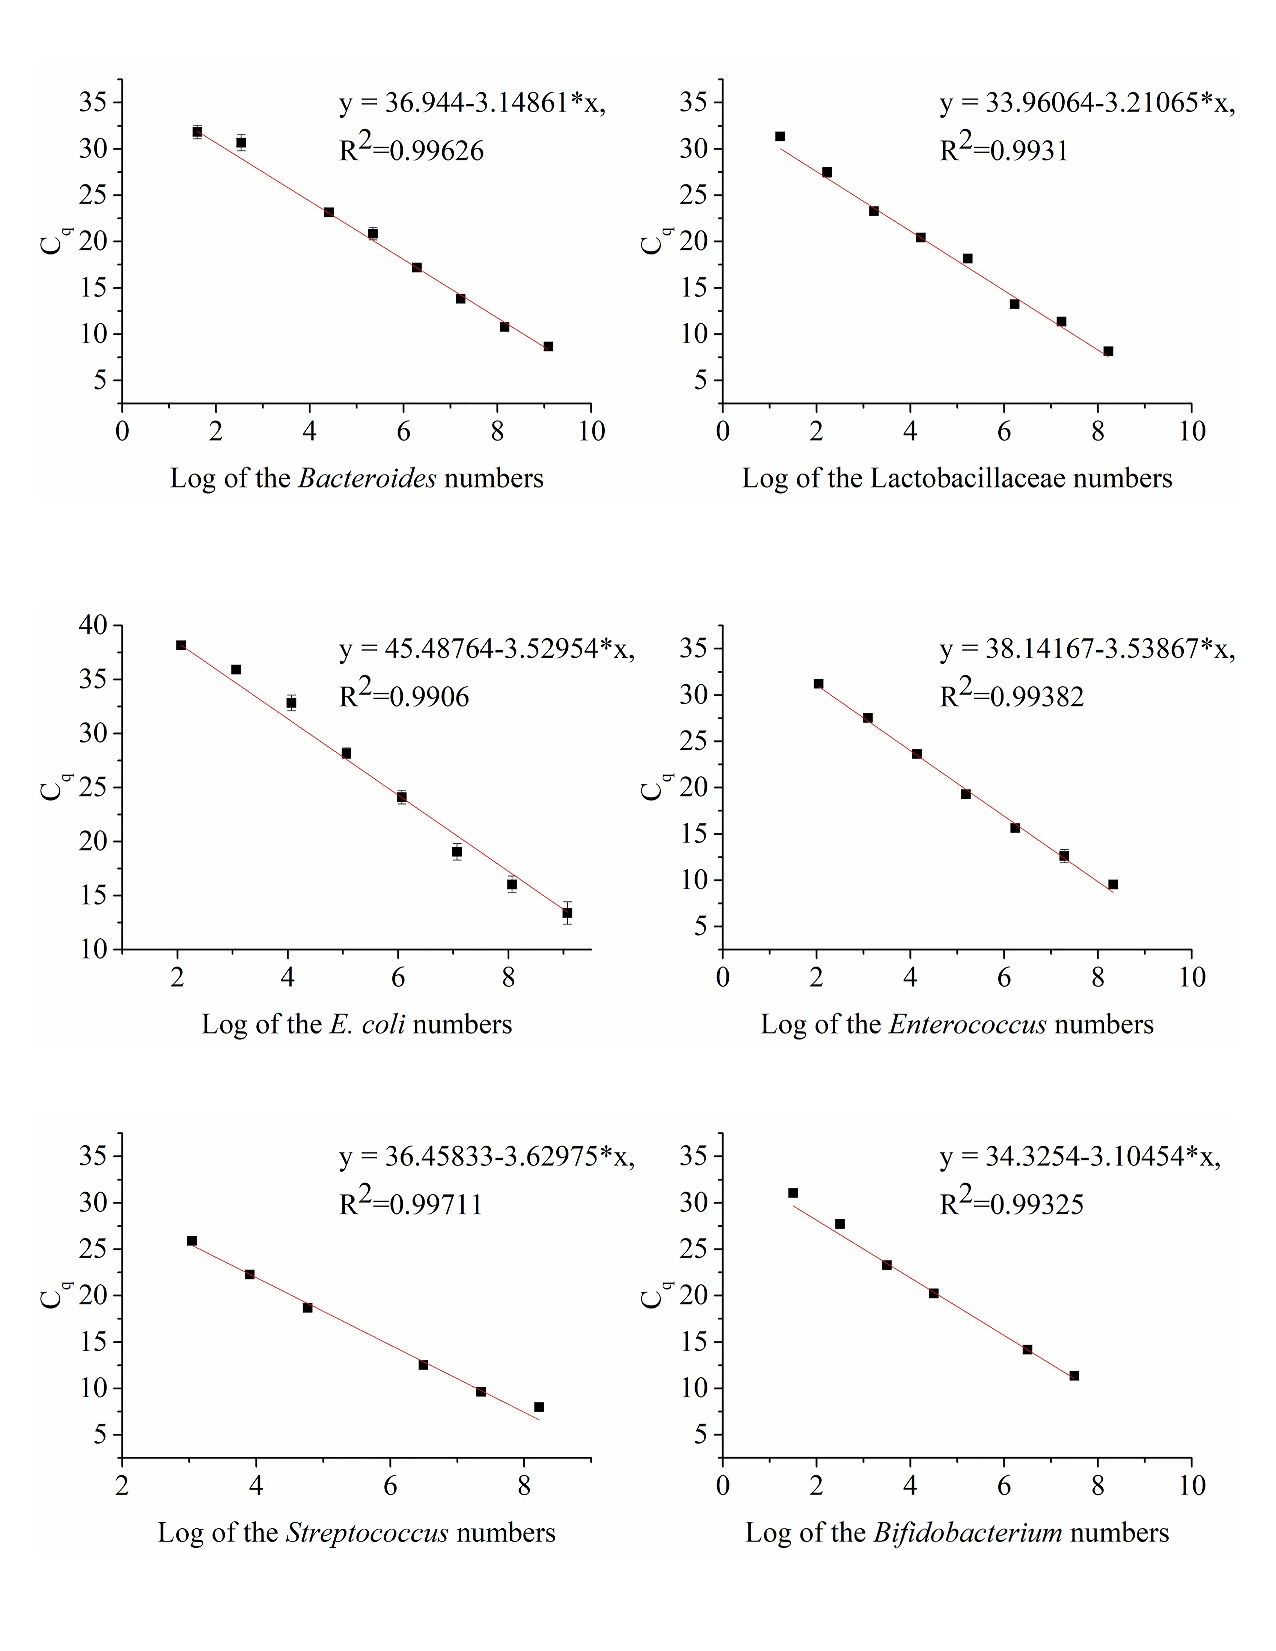 y = 36.944-3.14861*x,
R2=0.99626
35
30
25
20
15
10
5
Cq
0 2 4 6 8 10
Log of the Bacteroides numbers
y = 33.96064-3.21065*x,
R2=0.9931
35
30
25
20
15
10
5
Cq
0 2 4 6 8 10
Log of the Lactobacillaceae numbers
y = 45.48764-3.52954*x,
R2=0.9906
40
35
30
25
20
15
10
Cq
2 4 6 8
Log of the E. coli numbers
y = 38.14167-3.53867*x,
R2=0.99382
35
30
25
20
15
10
5
Cq
0 2 4 6 8 10
Log of the Enterococcus numbers
y = 36.45833-3.62975*x,
R2=0.99711
35
30
25
20
15
10
5
Cq
2 4 6 8
Log of the Streptococcus numbers
y = 34.3254-3.10454*x,
R2=0.99325
35
30
25
20
15
10
5
Cq
0 2 4 6 8 10
Log of the Bifidobacterium numbers